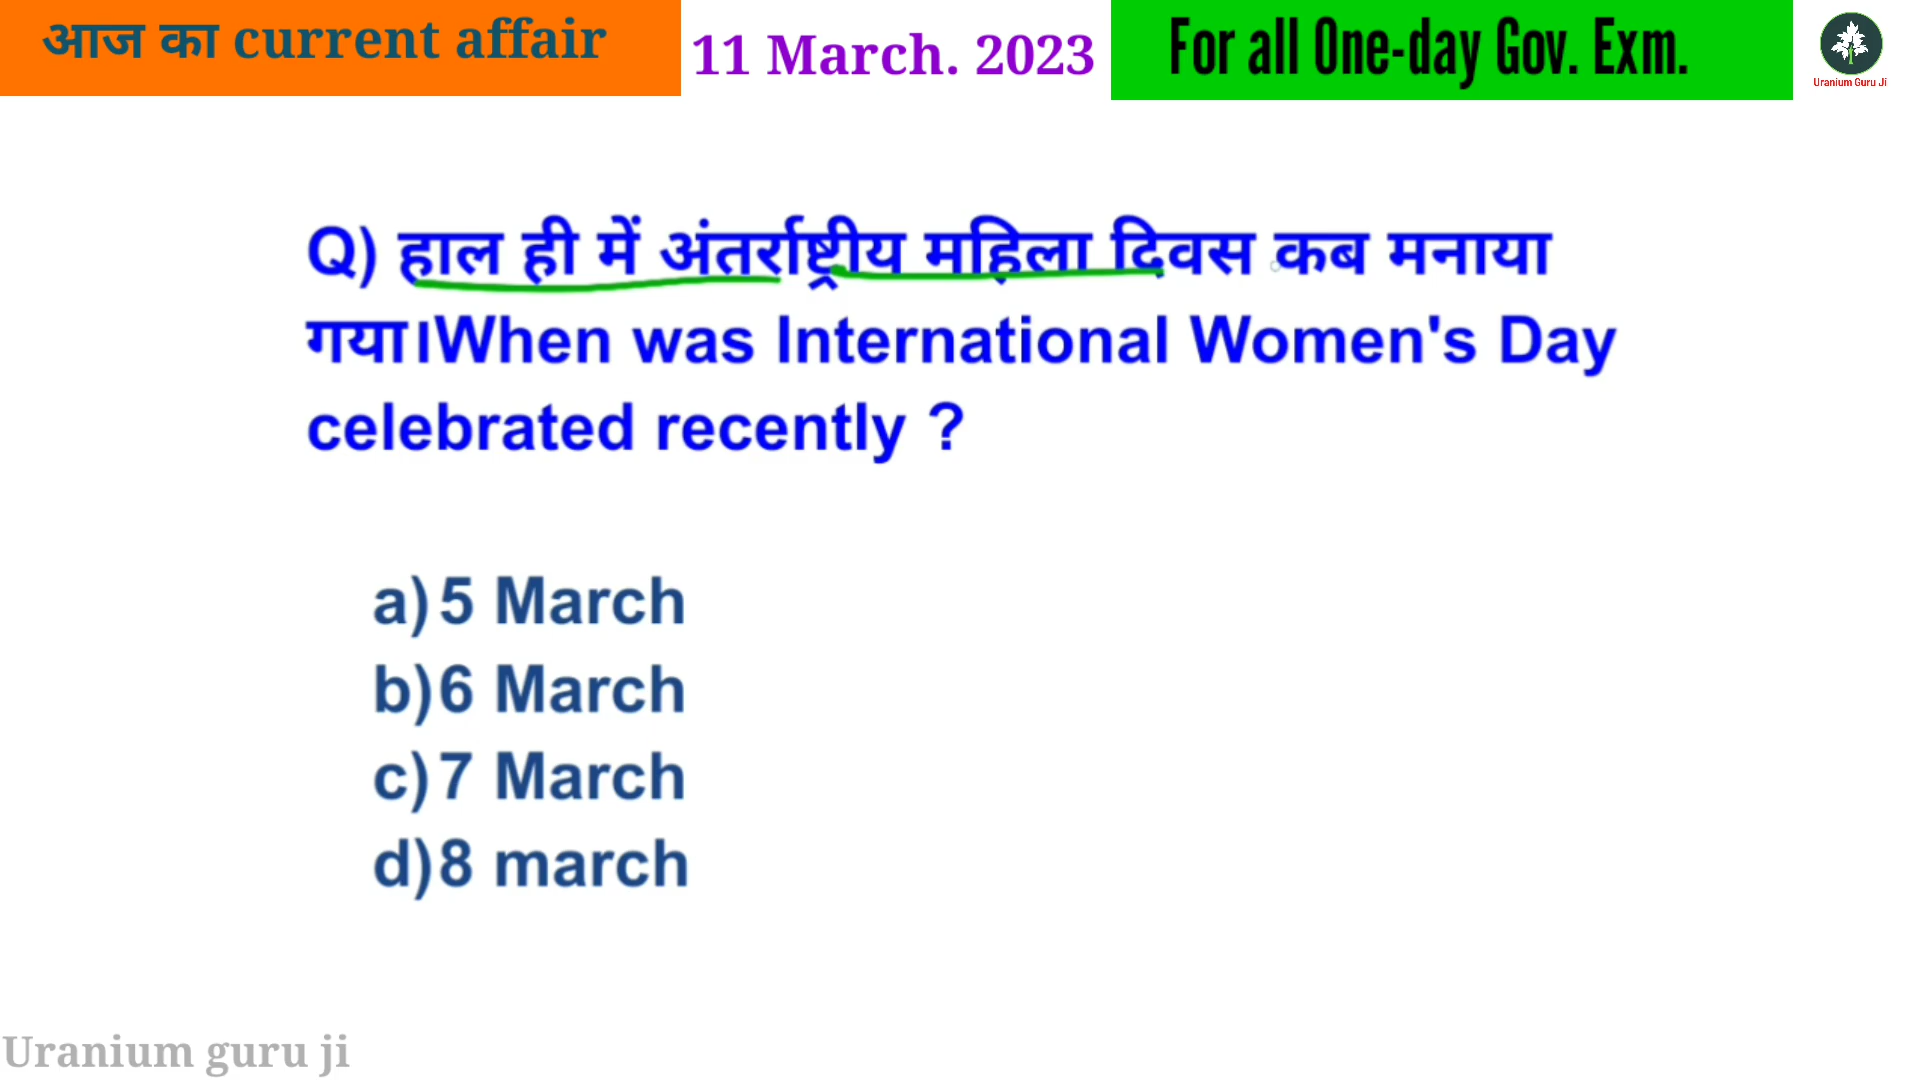 आज का current affair
11 March. 2023
For all One-day Gov. Exm.
Uranium Guru Ji
Q) हाल ही में अंतर्राष्ट्रीय महिला दिवस कब मनाया
गया।When was International Women's Day
celebrated recently ?
a) 5 March
b) 6 March
c) 7 March
d) 8 march
Uranium guru ji